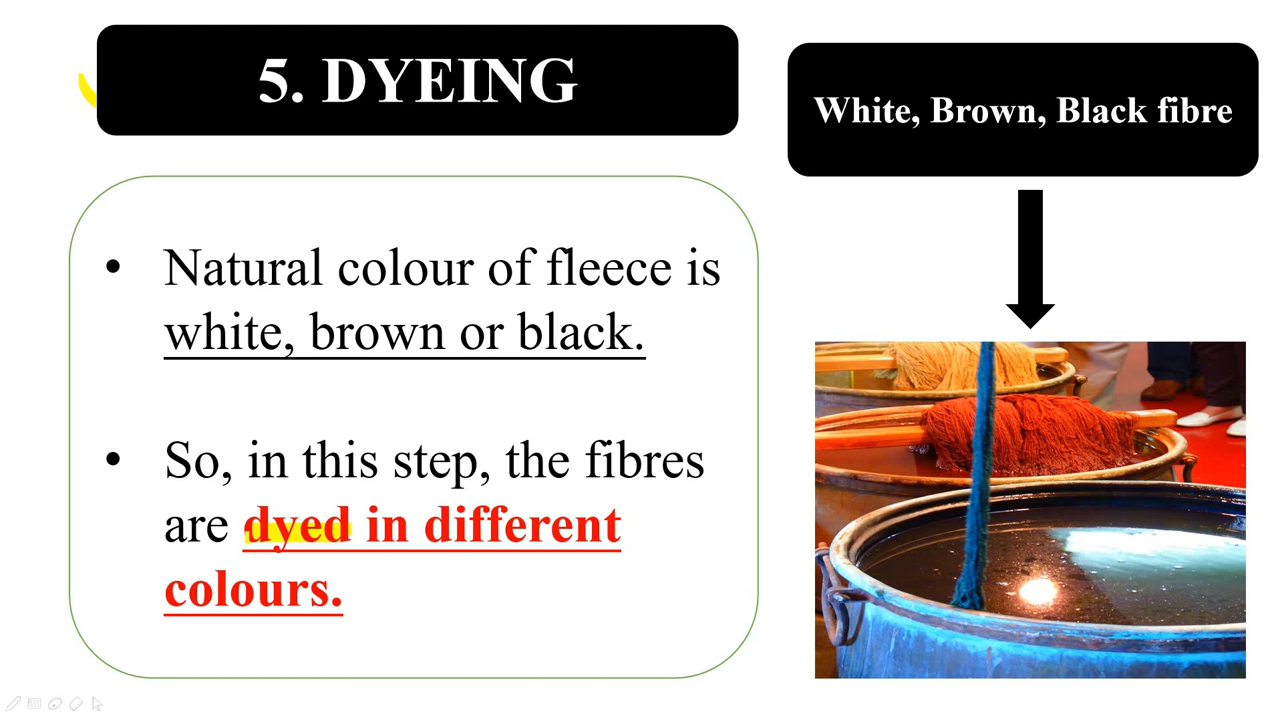 5. DYEING
White, Brown, Black fibre
• Natural colour of fleece is
white, brown or black.
• So, in this step, the fibres
are dyed in different
colours.